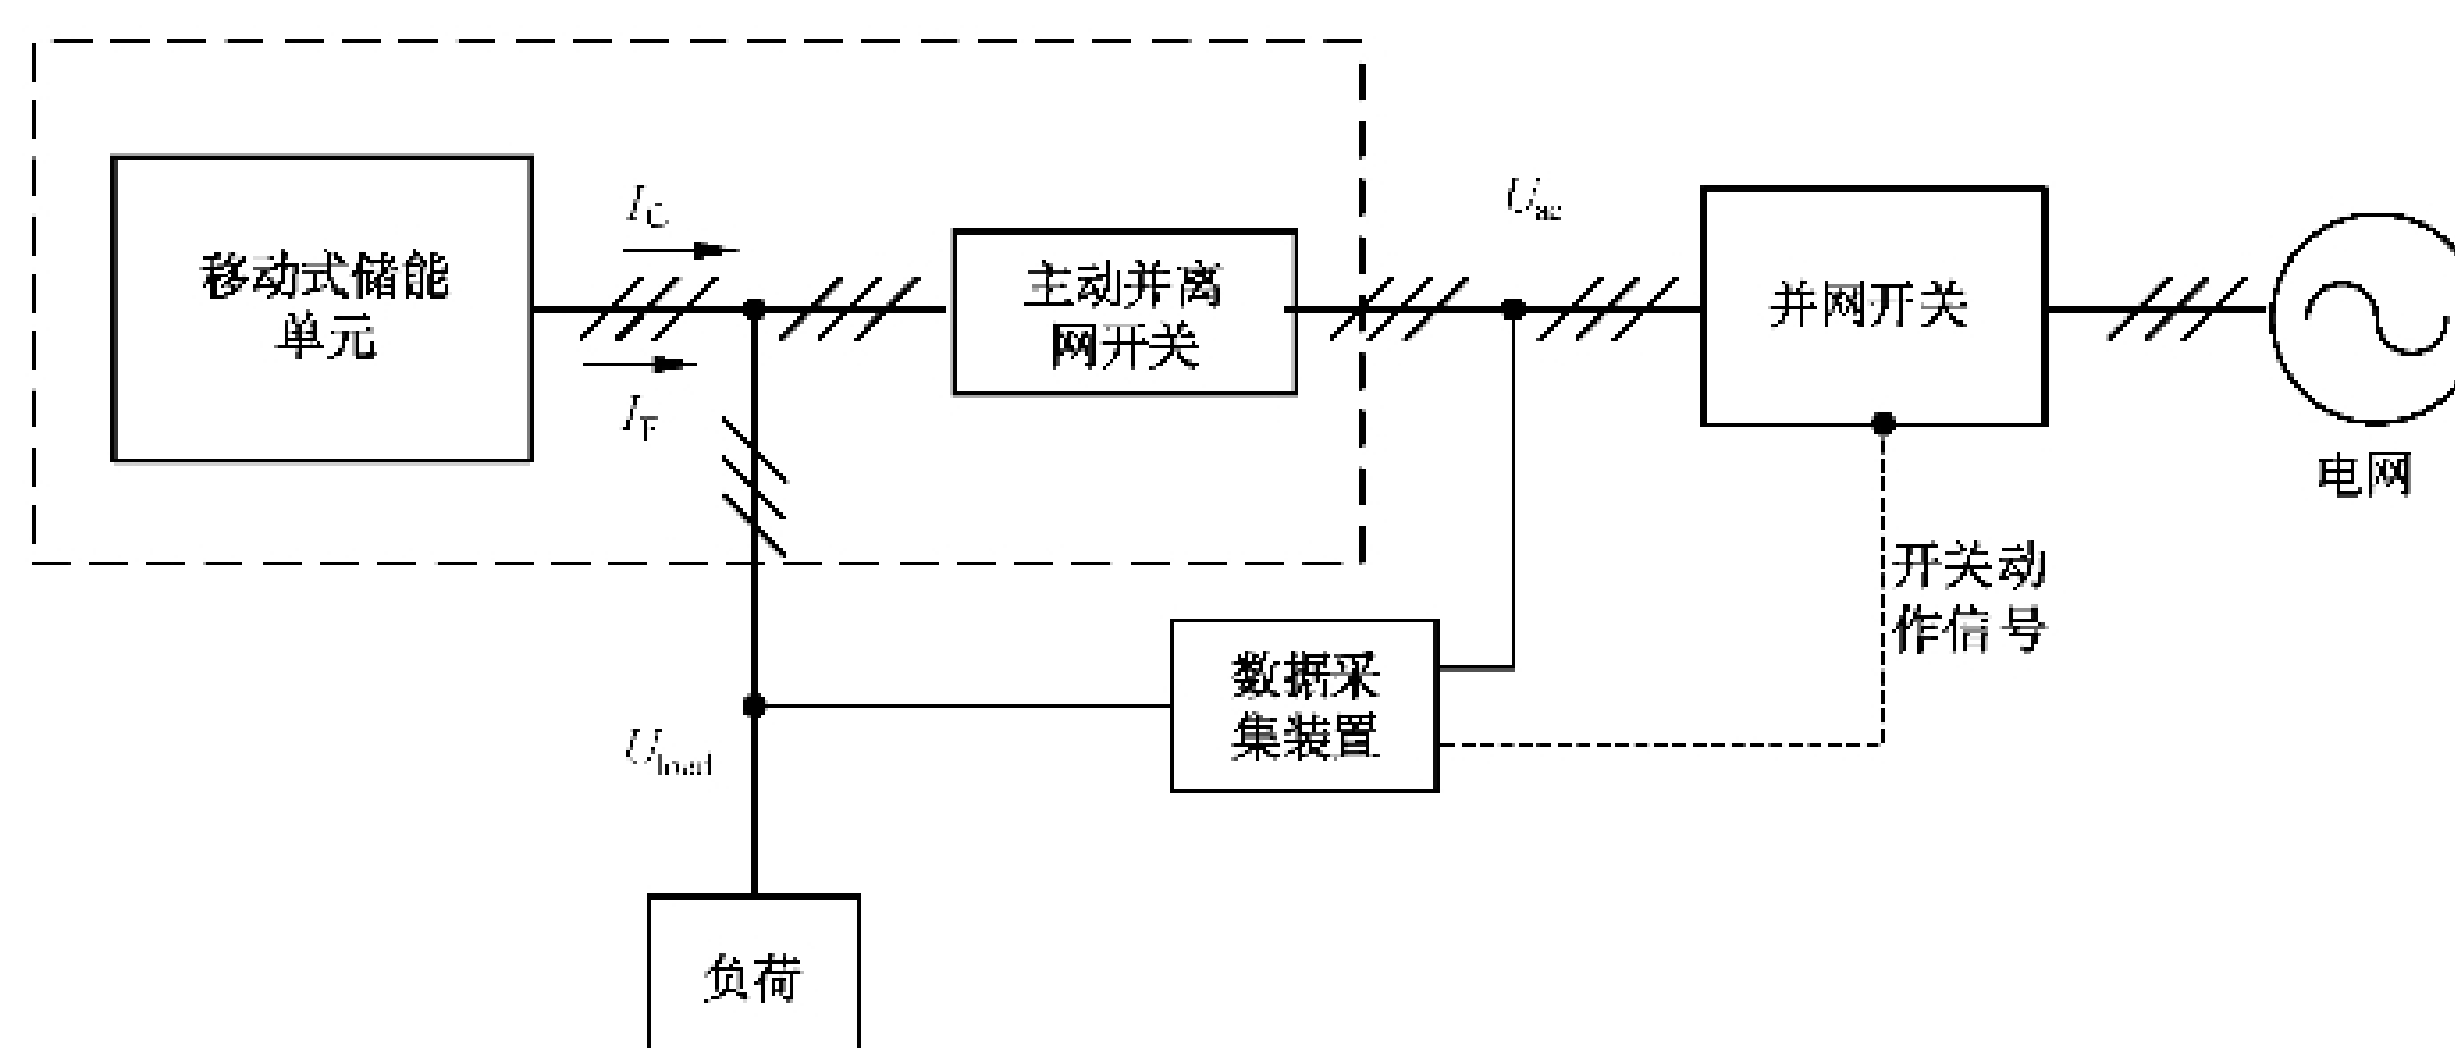 移动式储能
单元
I_C
I_F
主动并离
网开关
U_ac
并网开关
电网
开关动
作信号
数据采
集装置
U_load
负荷